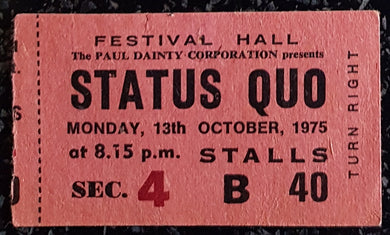 FESTIVAL HALL
The PAUL DAINTY CORPORATION presents
STATUS QUO
MONDAY, 13th OCTOBER, 1975
at 8.15 p.m. STALLS
SEC. 4 B 40
TURN RIGHT